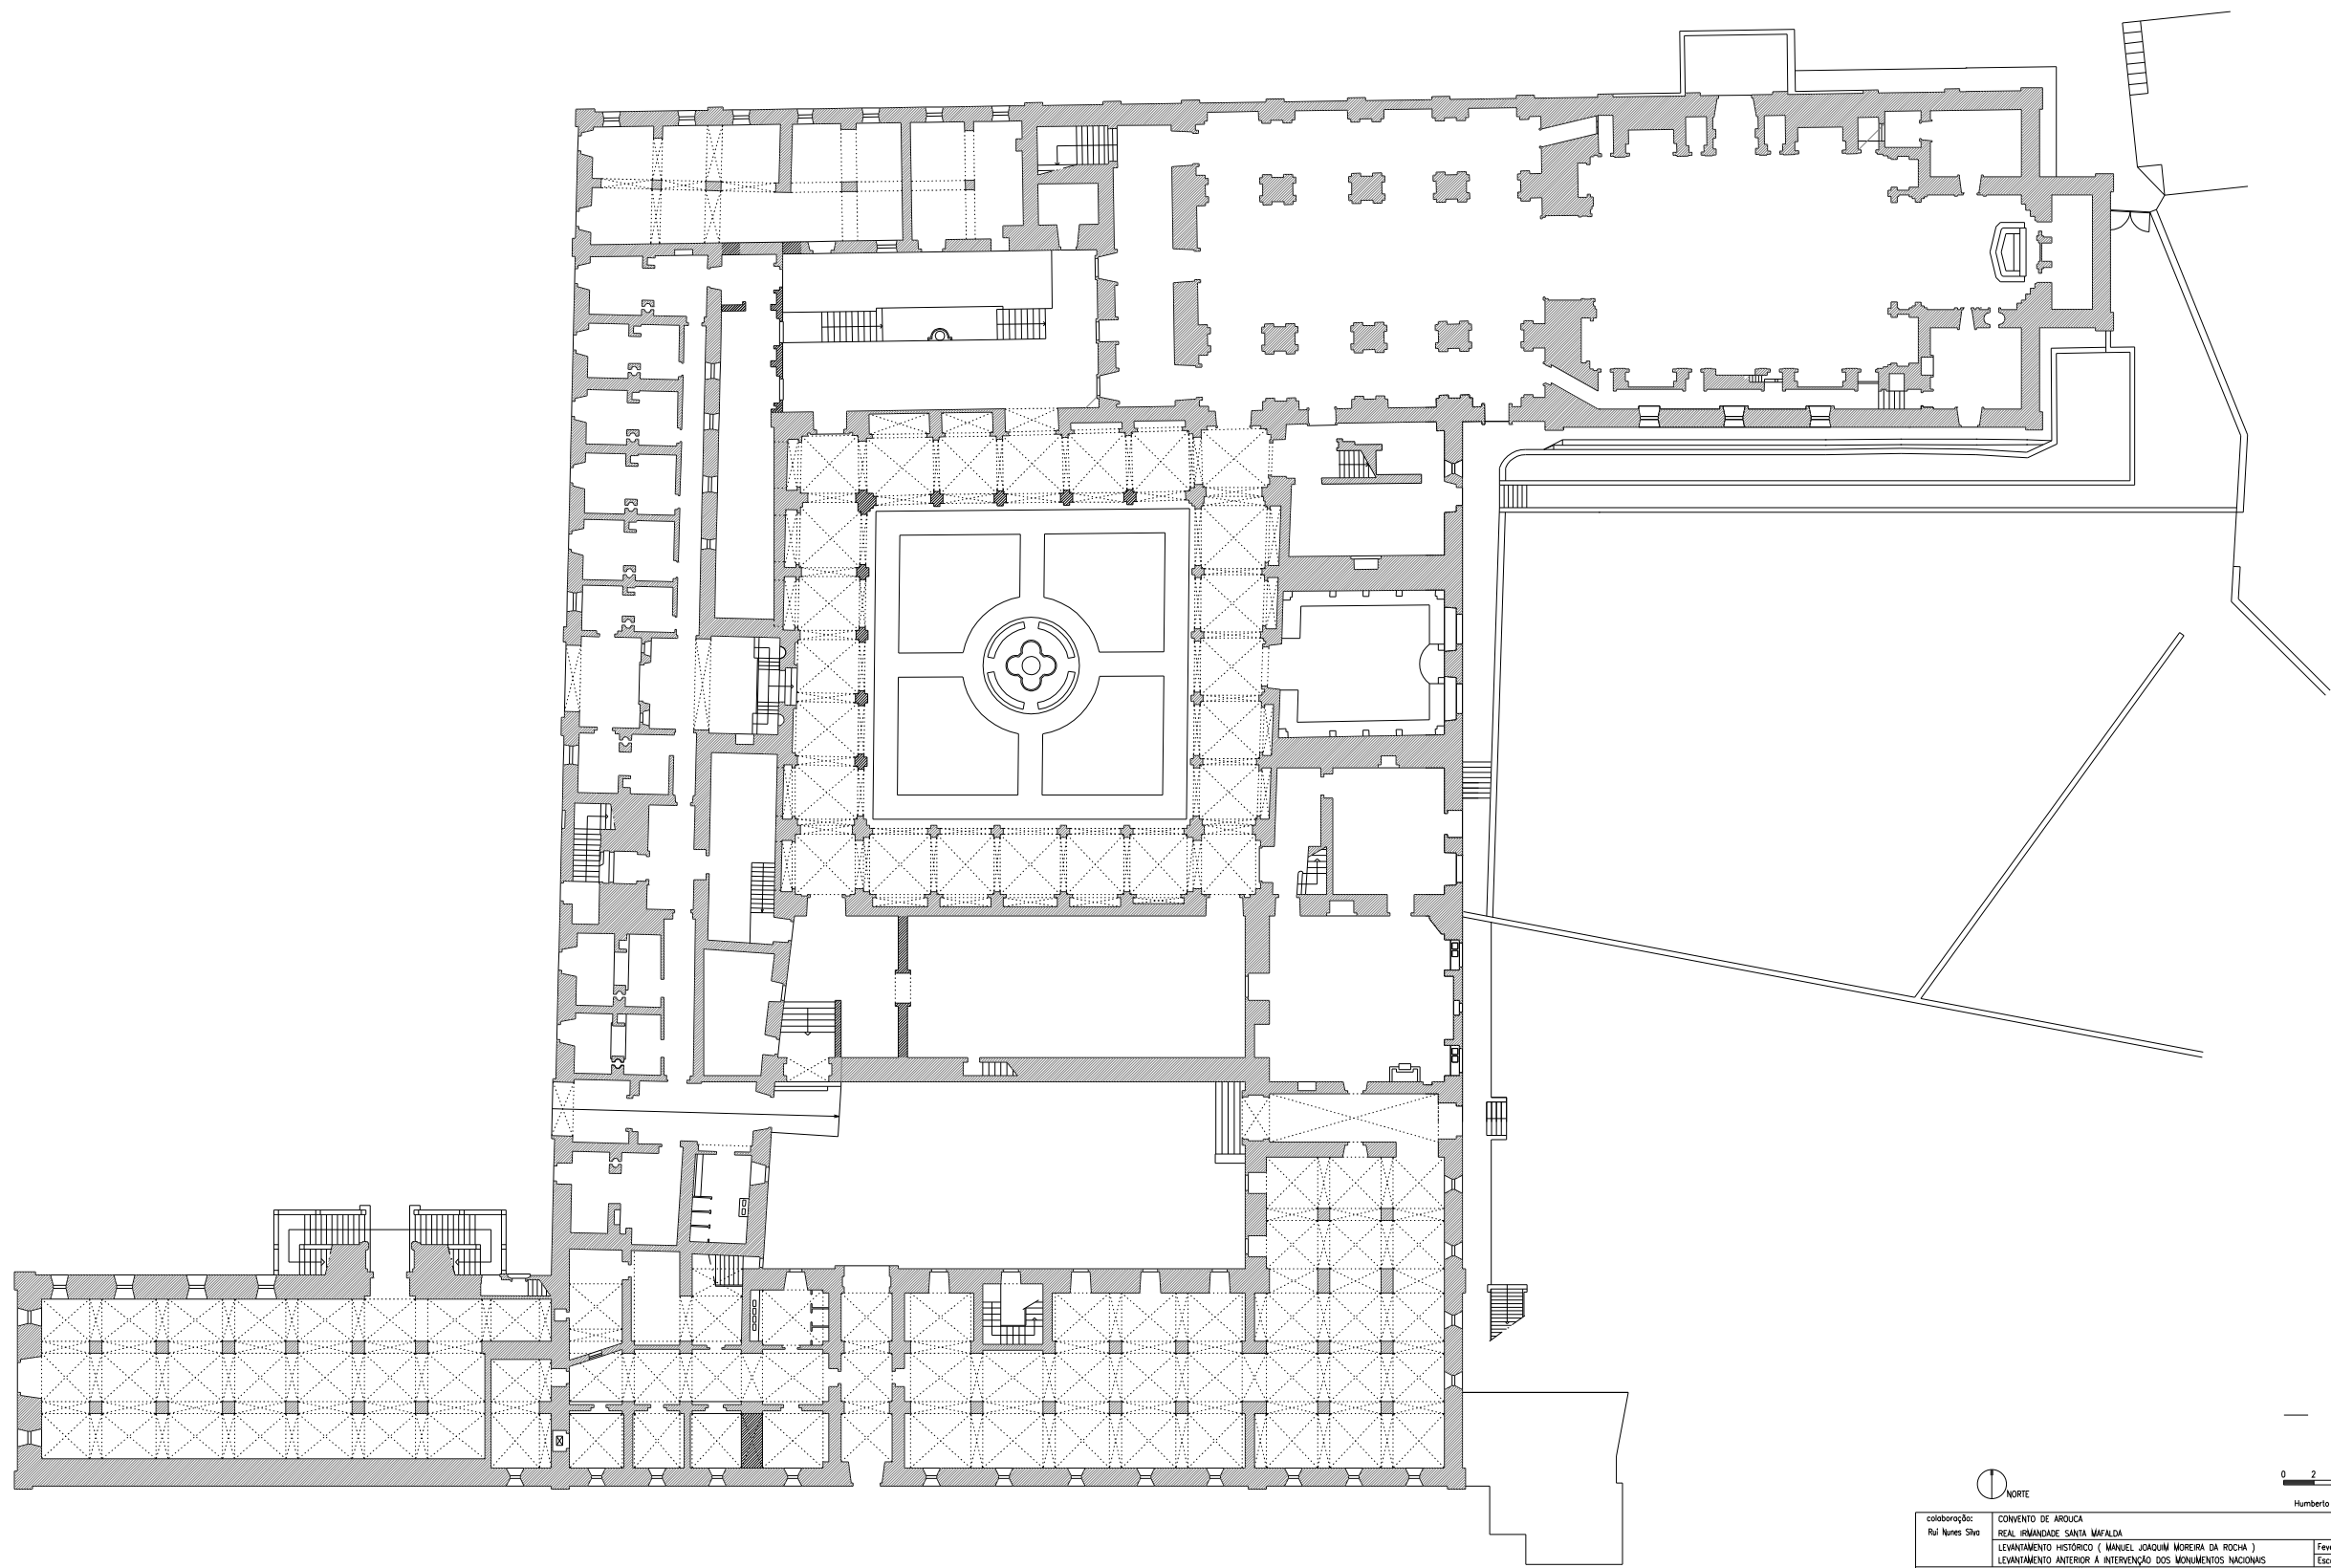 NORTE
0 2
Humberto
colaboração:
Rui Nunes Silva
CONVENTO DE AROUCA
REAL IRMANDADE SANTA MAFALDA
LEVANTAMENTO HISTÓRICO ( MANUEL JOAQUIM MOREIRA DA ROCHA )
LEVANTAMENTO ANTERIOR Á INTERVENÇÃO DOS MONUMENTOS NACIONAIS